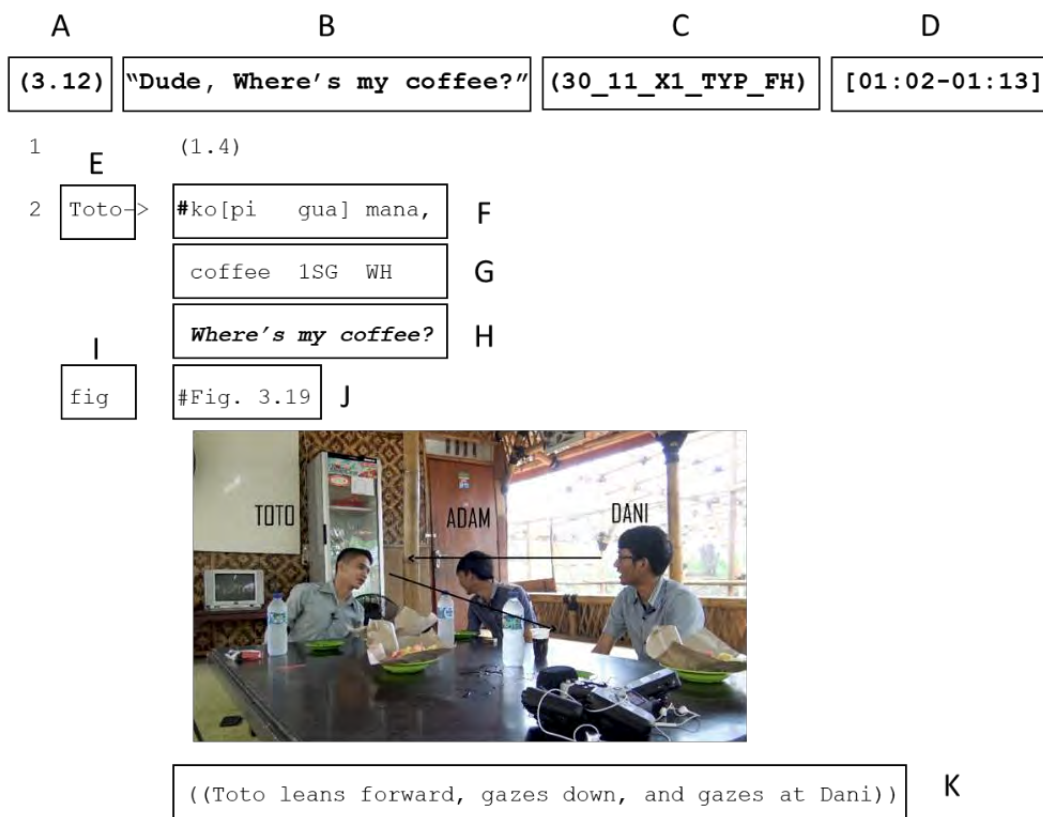 A B C D
(3.12) “Dude, Where’s my coffee?” (30_11_X1_TYP_FH) [01:02-01:13]
1 (1.4)
E
2 Toto-> #ko[pi gua] mana, F
coffee 1SG WH G
Where’s my coffee? H
I
fig #Fig. 3.19 J
TOTO ADAM DANI
((Toto leans forward, gazes down, and gazes at Dani)) K